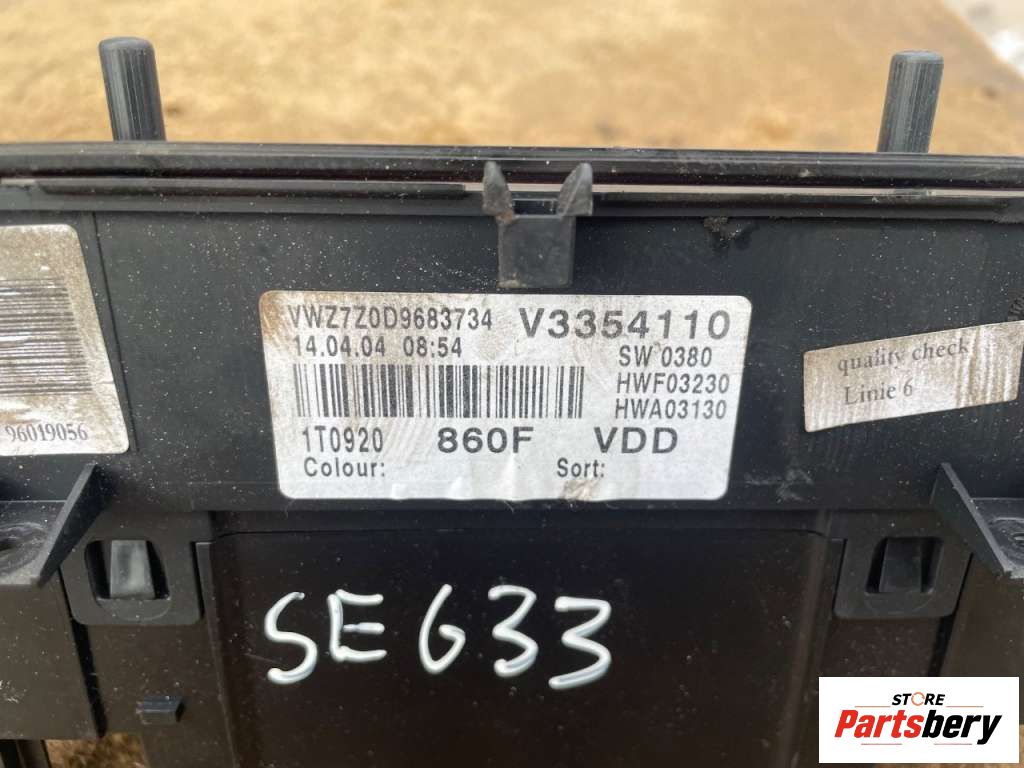 VWZ7Z0D9683734 V3354110
14.04.04 08:54 SW 0380
HWF03230
HWA03130
1T0920 860F VDD
Colour: Sort:
96019056
quality check
Linie 6
SE633
STORE
Partsbery